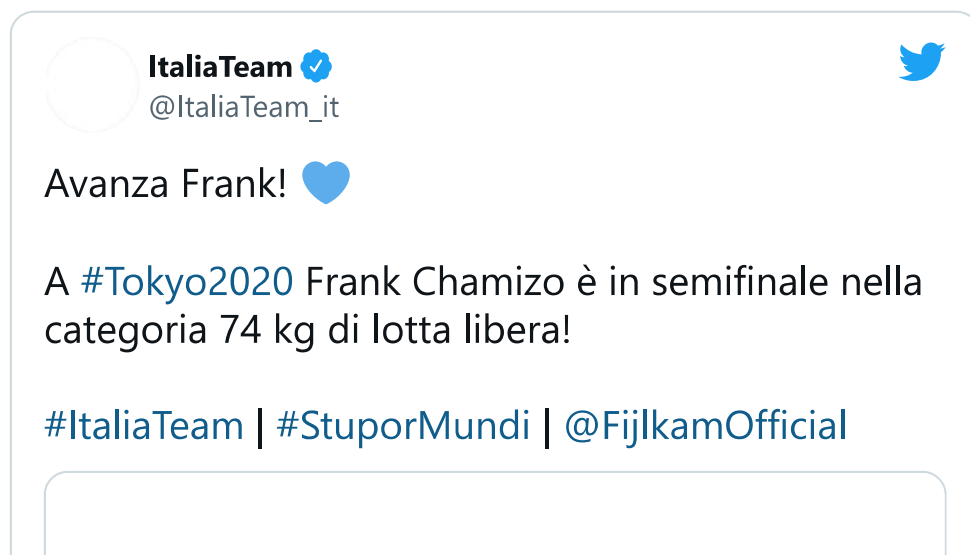 ItaliaTeam
@ItaliaTeam_it
Avanza Frank! 💙
A #Tokyo2020 Frank Chamizo è in semifinale nella
categoria 74 kg di lotta libera!
#ItaliaTeam | #StuporMundi | @FijlkamOfficial